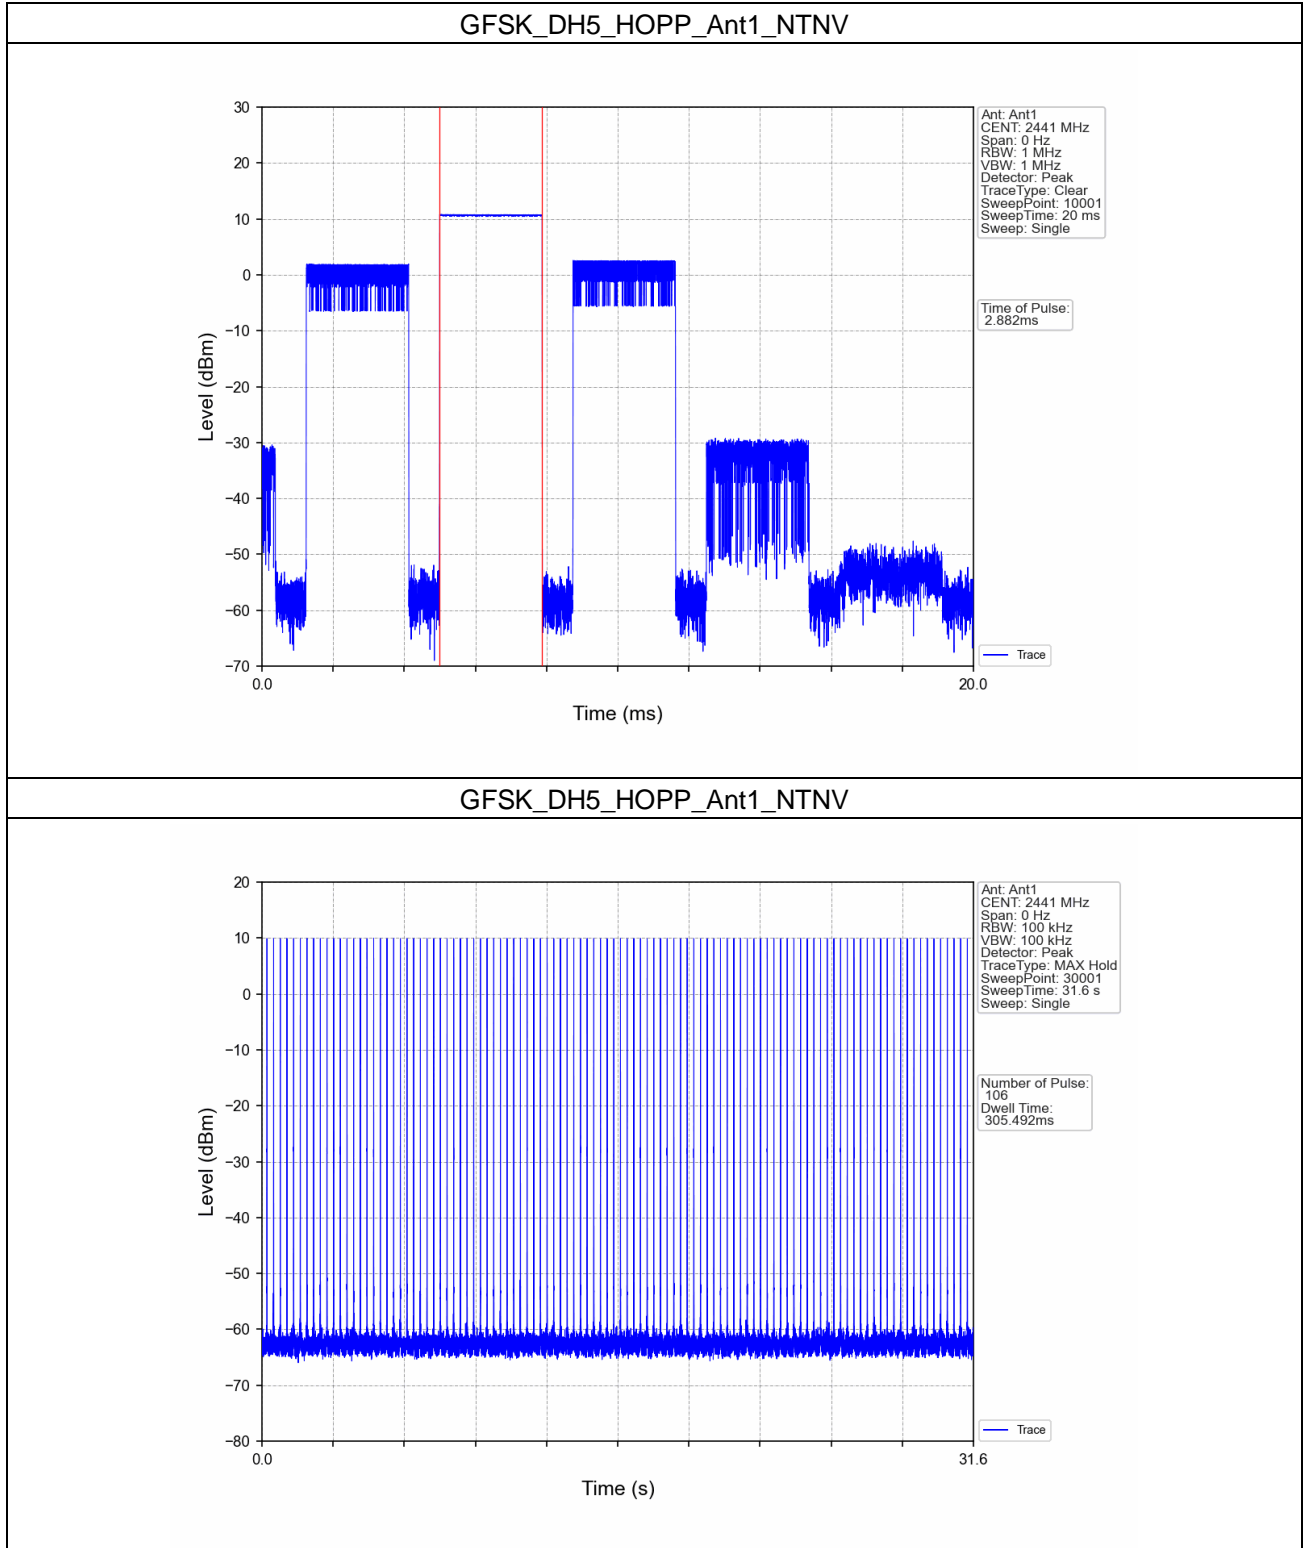 GFSK_DH5_HOPP_Ant1_NTNV
30
20
10
0
−10
−20
−30
−40
−50
−60
−70
Level (dBm)
0.0
20.0
Time (ms)
Ant: Ant1
CENT: 2441 MHz
Span: 0 Hz
RBW: 1 MHz
VBW: 1 MHz
Detector: Peak
TraceType: Clear
SweepPoint: 10001
SweepTime: 20 ms
Sweep: Single
Time of Pulse:
2.882ms
Trace
GFSK_DH5_HOPP_Ant1_NTNV
20
10
0
−10
−20
−30
−40
−50
−60
−70
−80
Level (dBm)
0.0
31.6
Time (s)
Ant: Ant1
CENT: 2441 MHz
Span: 0 Hz
RBW: 100 kHz
VBW: 100 kHz
Detector: Peak
TraceType: MAX Hold
SweepPoint: 30001
SweepTime: 31.6 s
Sweep: Single
Number of Pulse:
106
Dwell Time:
305.492ms
Trace